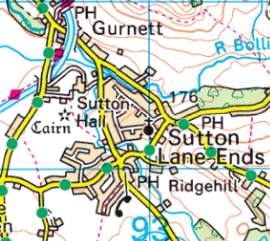 PH
Gurnett
R Bolli
Sutton
Hall
176
PH
Cairn
Sutton
Lane Ends
PH
Ridgehill
93